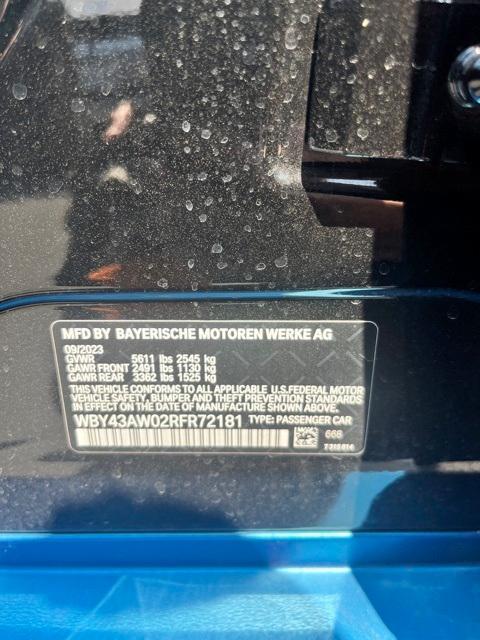 MFD BY BAYERISCHE MOTOREN WERKE AG
09/2023
GVWR 5611 lbs 2545 kg
GAWR FRONT 2491 lbs 1130 kg
GAWR REAR 3362 lbs 1525 kg
THIS VEHICLE CONFORMS TO ALL APPLICABLE U.S.FEDERAL MOTOR
VEHICLE SAFETY, BUMPER AND THEFT PREVENTION STANDARDS
IN EFFECT ON THE DATE OF MANUFACTURE SHOWN ABOVE.
WBY43AW02RFR72181 TYPE: PASSENGER CAR
668